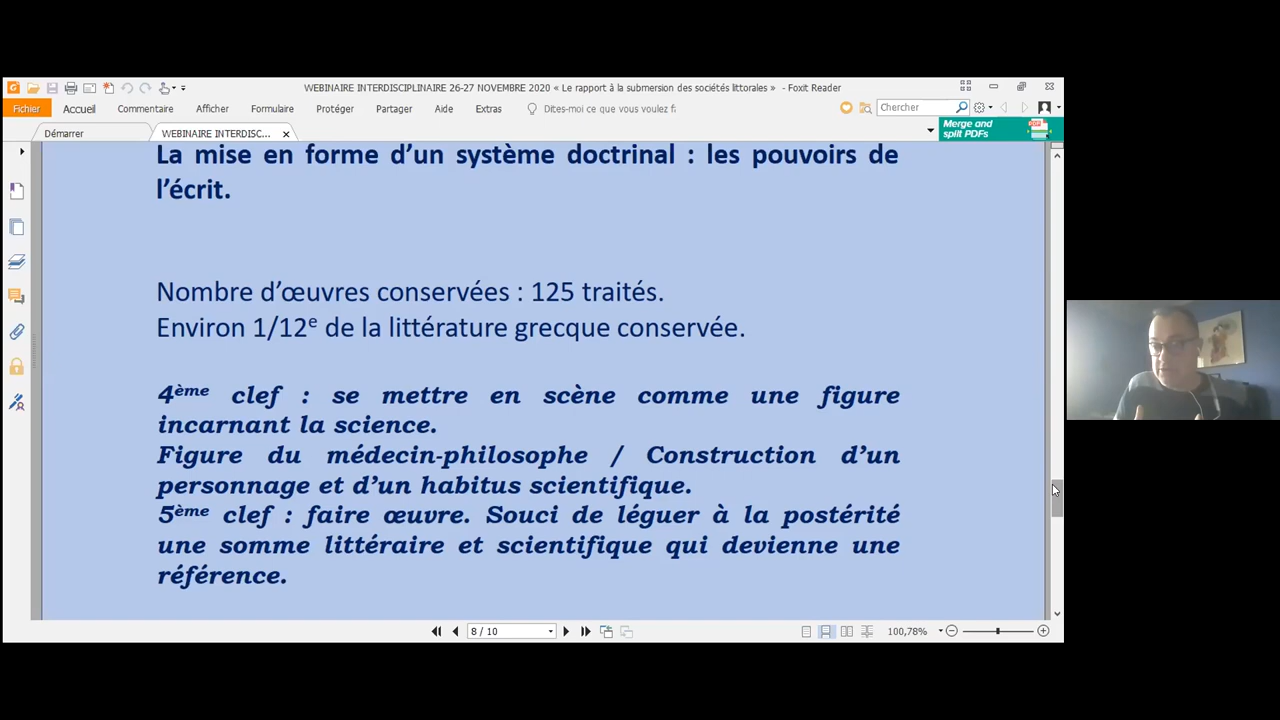 WEBINAIRE INTERDISCIPLINAIRE 26-27 NOVEMBRE 2020 « Le rapport à la submersion des sociétés littorales » - Foxit Reader
Fichier Accueil Commentaire Afficher Formulaire Protéger Partager Aide Extras Dites-moi ce que vous voulez f: Chercher
Démarrer WEBINAIRE INTERDISC...
Merge and
split PDFs
La mise en forme d’un système doctrinal : les pouvoirs de
l’écrit.
Nombre d’œuvres conservées : 125 traités.
Environ 1/12e de la littérature grecque conservée.
4ème clef : se mettre en scène comme une figure
incarnant la science.
Figure du médecin-philosophe / Construction d’un
personnage et d’un habitus scientifique.
5ème clef : faire œuvre. Souci de léguer à la postérité
une somme littéraire et scientifique qui devienne une
référence.
8 / 10 100,78%